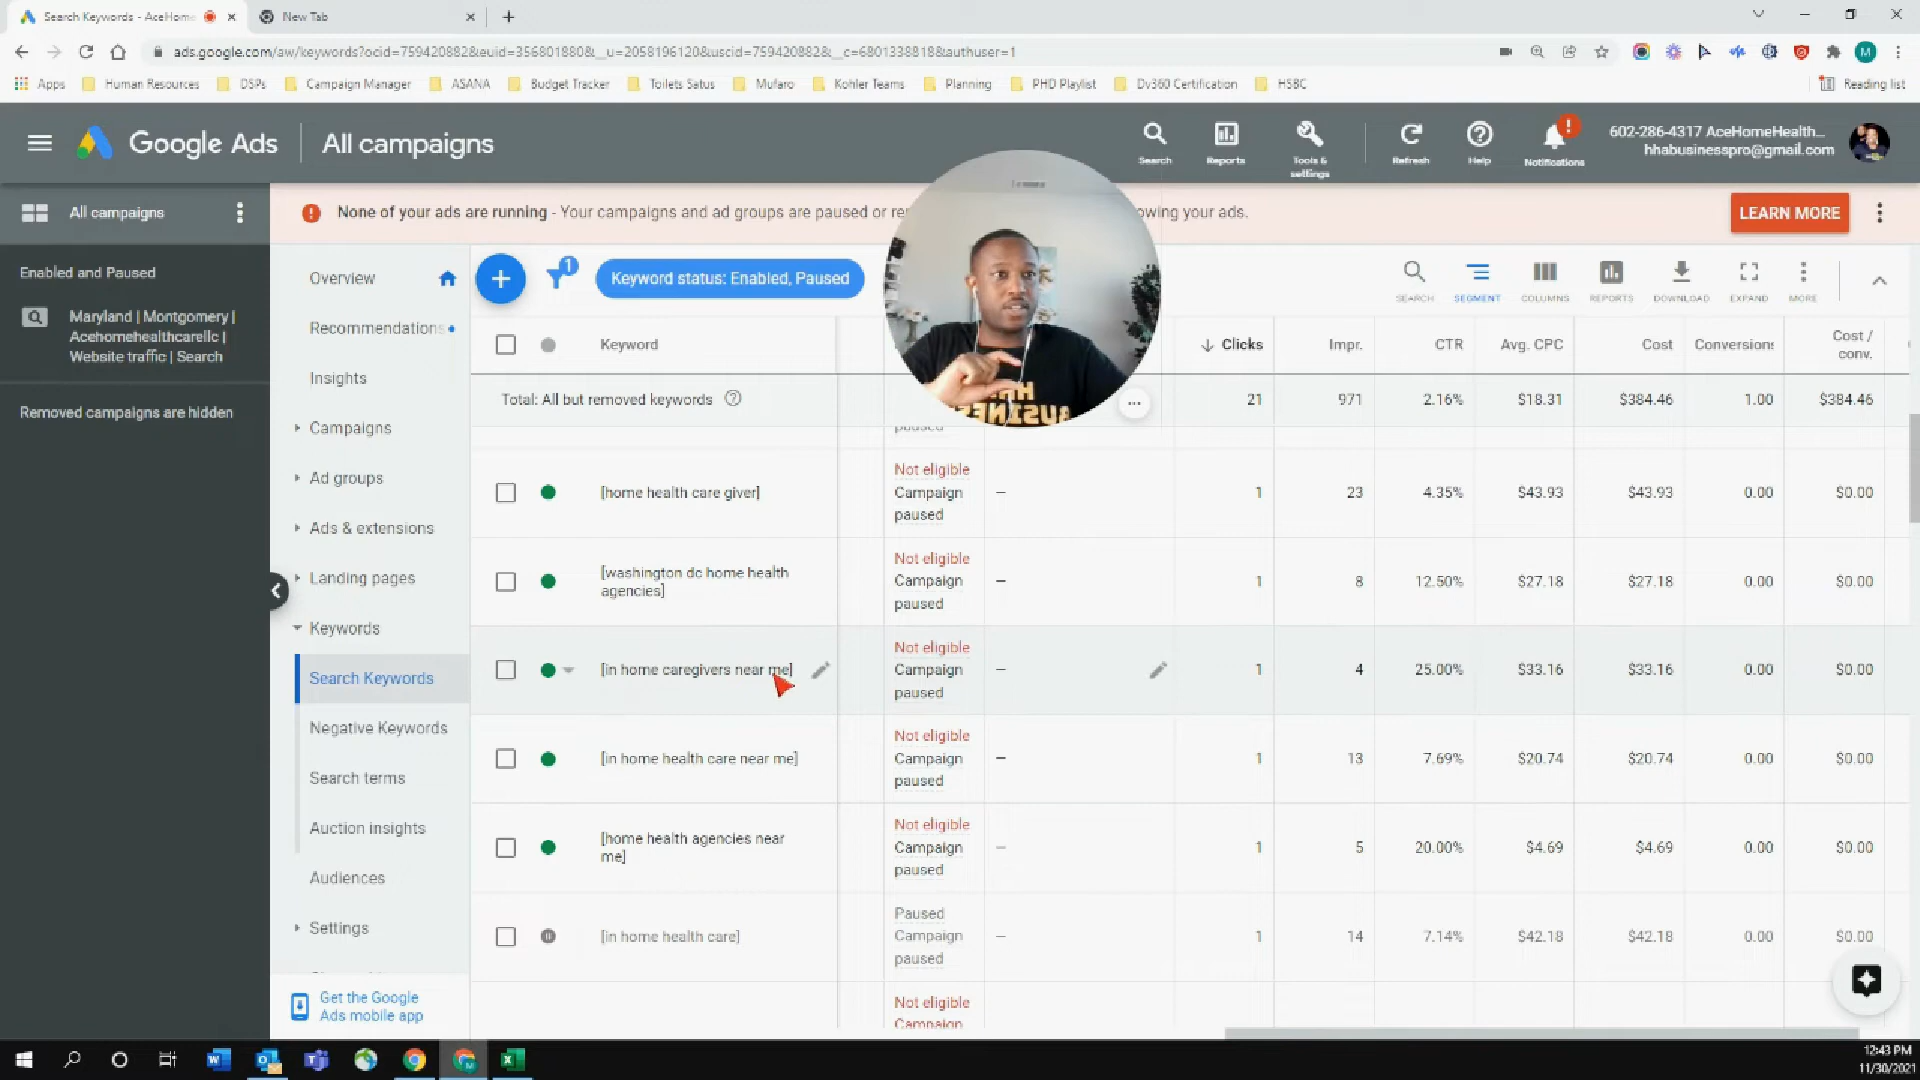 Search Keywords - AceHome
New Tab
ads.google.com/aw/keywords?ocid=759420882&euid=356801880&__u=2058196120&uscid=759420882&__c=6801338818&authuser=1
Apps
Human Resources
DSPs
Campaign Manager
ASANA
Budget Tracker
Toilets Satus
Mufaro
Kohler Teams
Planning
PHD Playlist
Dv360 Certification
HSBC
Reading list
Google Ads
All campaigns
Search
Reports
Tools &
settings
Refresh
Help
Notifications
602-286-4317 AceHomeHealth...
hhabusinesspro@gmail.com
M
All campaigns
None of your ads are running - Your campaigns and ad groups are paused or
owing your ads.
LEARN MORE
Enabled and Paused
Maryland | Montgomery |
Acehomehealthcarellc |
Website traffic | Search
Removed campaigns are hidden
Overview
Recommendations
Insights
Campaigns
Ad groups
Ads & extensions
Landing pages
Keywords
Search Keywords
Negative Keywords
Search terms
Auction insights
Audiences
Settings
Get the Google
Ads mobile app
1
Keyword status: Enabled, Paused
SEARCH
SEGMENT
COLUMNS
REPORTS
DOWNLOAD
EXPAND
MORE
Keyword
Clicks
Impr.
CTR
Avg. CPC
Cost
Conversions
Cost /
conv.
Total: All but removed keywords
21
971
2.16%
$18.31
$384.46
1.00
$384.46
paused
[home health care giver]
Not eligible
Campaign
paused
–
1
23
4.35%
$43.93
$43.93
0.00
$0.00
[washington dc home health
agencies]
Not eligible
Campaign
paused
–
1
8
12.50%
$27.18
$27.18
0.00
$0.00
[in home caregivers near me]
Not eligible
Campaign
paused
–
1
4
25.00%
$33.16
$33.16
0.00
$0.00
[in home health care near me]
Not eligible
Campaign
paused
–
1
13
7.69%
$20.74
$20.74
0.00
$0.00
[home health agencies near
me]
Not eligible
Campaign
paused
–
1
5
20.00%
$4.69
$4.69
0.00
$0.00
[in home health care]
Paused
Campaign
paused
–
1
14
7.14%
$42.18
$42.18
0.00
$0.00
Not eligible
Campaign
12:43 PM
11/30/2021